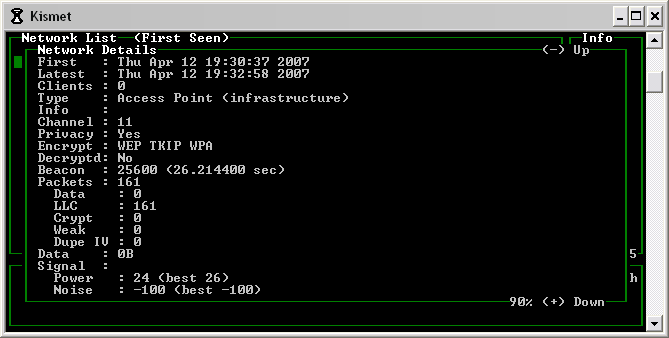 Kismet
Network List (First Seen) Info
Network Details (-) Up
First : Thu Apr 12 19:30:37 2007
Latest : Thu Apr 12 19:32:58 2007
Clients : 0
Type : Access Point (infrastructure)
Info :
Channel : 11
Privacy : Yes
Encrypt : WEP TKIP WPA
Decryptd: No
Beacon : 25600 (26.214400 sec)
Packets : 161
Data : 0
LLC : 161
Crypt : 0
Weak : 0
Dupe IV : 0
Data : 0B 5
Signal :
Power : 24 (best 26) h
Noise : -100 (best -100)
90% (+) Down